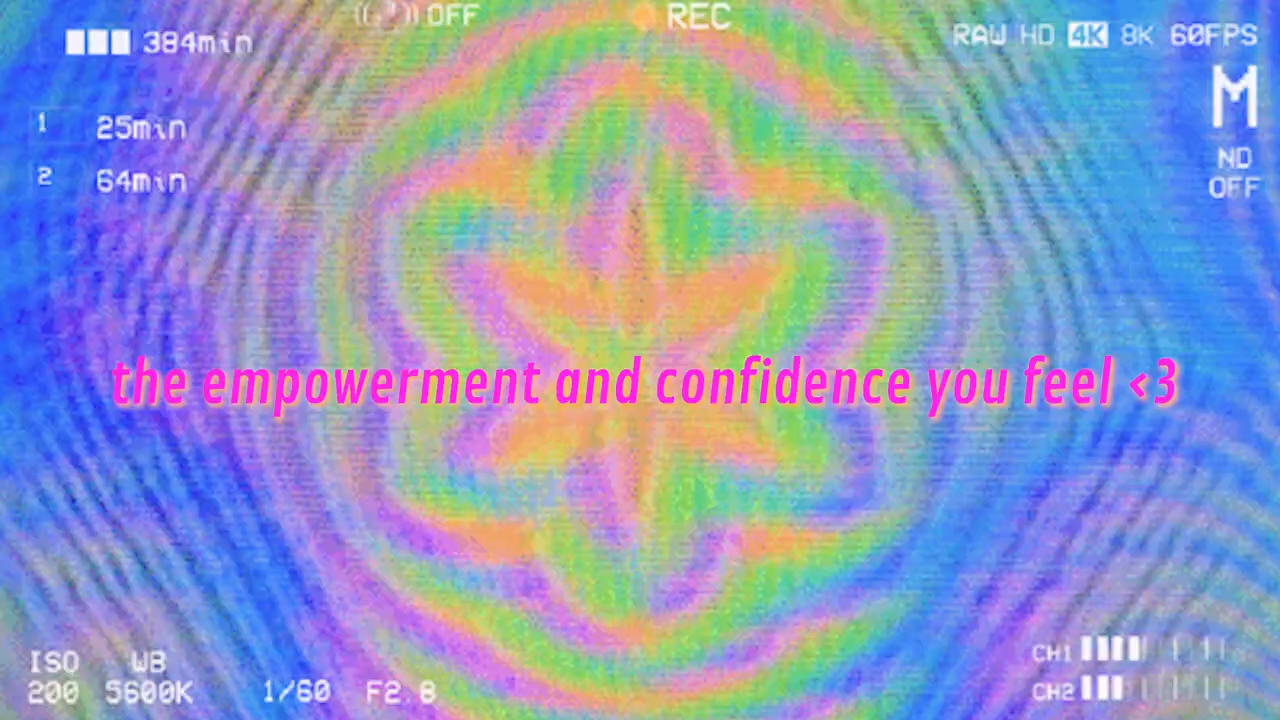 OFF
REC
384min
RAW HD 4K 8K 60FPS
M
1 25min
2 64min
ND
OFF
the empowerment and confidence you feel <3
ISO WB
200 5600K 1/60 F2.8
CH1
CH2